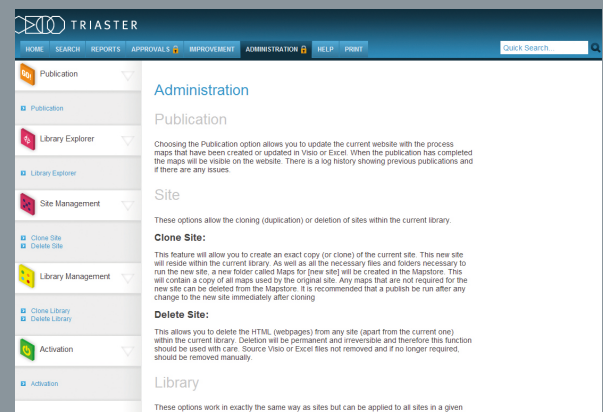 TRIASTER
HOME SEARCH REPORTS APPROVALS IMPROVEMENT ADMINISTRATION HELP PRINT
Quick Search...
GO!
Publication
Publication
Library Explorer
Library Explorer
Site Management
Clone Site
Delete Site
Library Management
Clone Library
Delete Library
Activation
Activation
Administration
Publication
Choosing the Publication option allows you to update the current website with the process
maps that have been created or updated in Visio or Excel. When the publication has completed
the maps will be visible on the website. There is a log history showing previous publications and
if there are any issues.
Site
These options allow the cloning (duplication) or deletion of sites within the current library.
Clone Site:
This feature will allow you to create an exact copy (or clone) of the current site. This new site
will reside within the current library. As well as all the necessary files and folders necessary to
run the new site, a new folder called Maps for [new site] will be created in the Mapstore. This
will contain a copy of all maps used by the original site. Any maps that are not required for the
new site can be deleted from the Mapstore. It is recommended that a publish be run after any
change to the new site immediately after cloning
Delete Site:
This allows you to delete the HTML (webpages) from any site (apart from the current one)
within the current library. Deletion will be permanent and irreversible and therefore this function
should be used with care. Source Visio or Excel files not removed and if no longer required,
should be removed manually.
Library
These options work in exactly the same way as sites but can be applied to all sites in a given